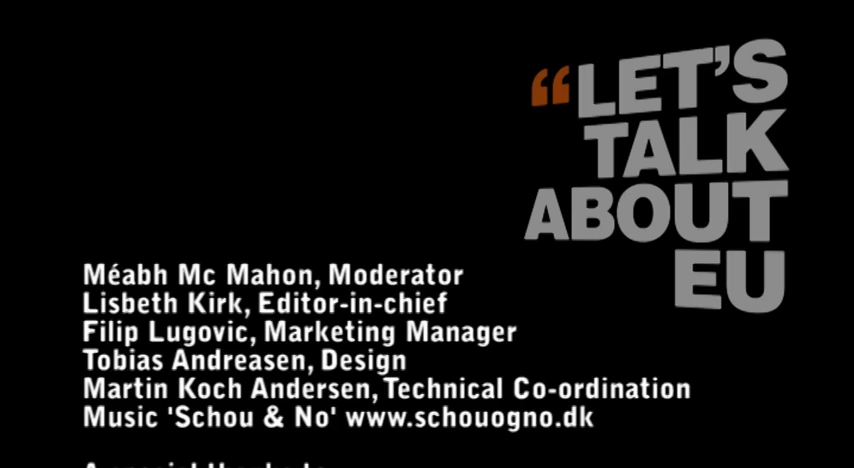 “LET'S
TALK
ABOUT
EU
Méabh Mc Mahon, Moderator
Lisbeth Kirk, Editor-in-chief
Filip Lugovic, Marketing Manager
Tobias Andreasen, Design
Martin Koch Andersen, Technical Co-ordination
Music 'Schou & No' www.schouogno.dk